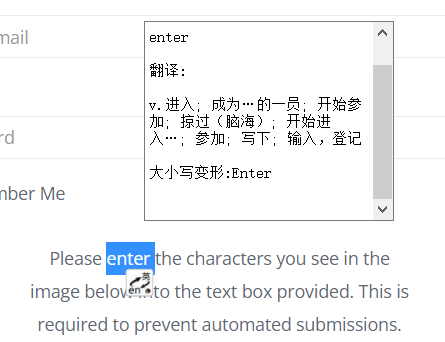 mail
enter
翻译:
v.进入; 成为…的一员; 开始参
加; 掠过（脑海）; 开始进
入…; 参加; 写下; 输入，登记
rd
大小写变形:Enter
mber Me
Please enter the characters you see in the
image below into the text box provided. This is
required to prevent automated submissions.
英
en